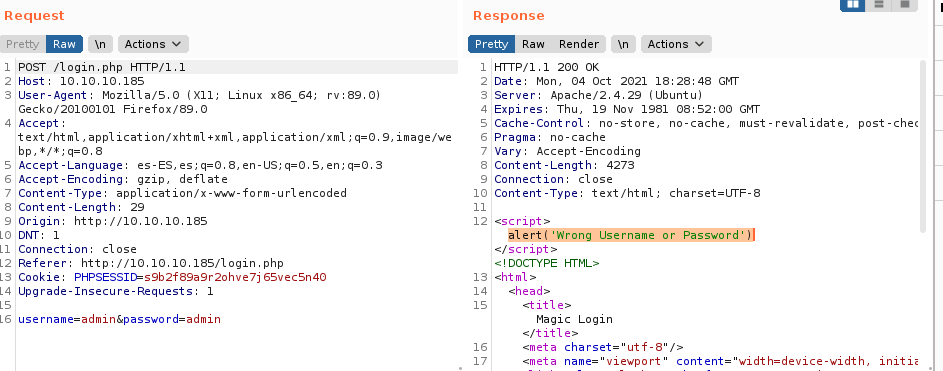 Request
Pretty Raw \n Actions
1 POST /login.php HTTP/1.1
2 Host: 10.10.10.185
3 User-Agent: Mozilla/5.0 (X11; Linux x86_64; rv:89.0)
Gecko/20100101 Firefox/89.0
4 Accept:
text/html,application/xhtml+xml,application/xml;q=0.9,image/we
bp,*/*;q=0.8
5 Accept-Language: es-ES,es;q=0.8,en-US;q=0.5,en;q=0.3
6 Accept-Encoding: gzip, deflate
7 Content-Type: application/x-www-form-urlencoded
8 Content-Length: 29
9 Origin: http://10.10.10.185
10 DNT: 1
11 Connection: close
12 Referer: http://10.10.10.185/login.php
13 Cookie: PHPSESSID=s9b2f89a9r2ohve7j65vec5n40
14 Upgrade-Insecure-Requests: 1
15
16 username=admin&password=admin
Response
Pretty Raw Render \n Actions
1 HTTP/1.1 200 OK
2 Date: Mon, 04 Oct 2021 18:28:48 GMT
3 Server: Apache/2.4.29 (Ubuntu)
4 Expires: Thu, 19 Nov 1981 08:52:00 GMT
5 Cache-Control: no-store, no-cache, must-revalidate, post-chec
6 Pragma: no-cache
7 Vary: Accept-Encoding
8 Content-Length: 4273
9 Connection: close
10 Content-Type: text/html; charset=UTF-8
11
12 <script>
alert('Wrong Username or Password')
</script>
<!DOCTYPE HTML>
13 <html>
14 <head>
15 <title>
Magic Login
</title>
16 <meta charset="utf-8"/>
17 <meta name="viewport" content="width=device-width, initia